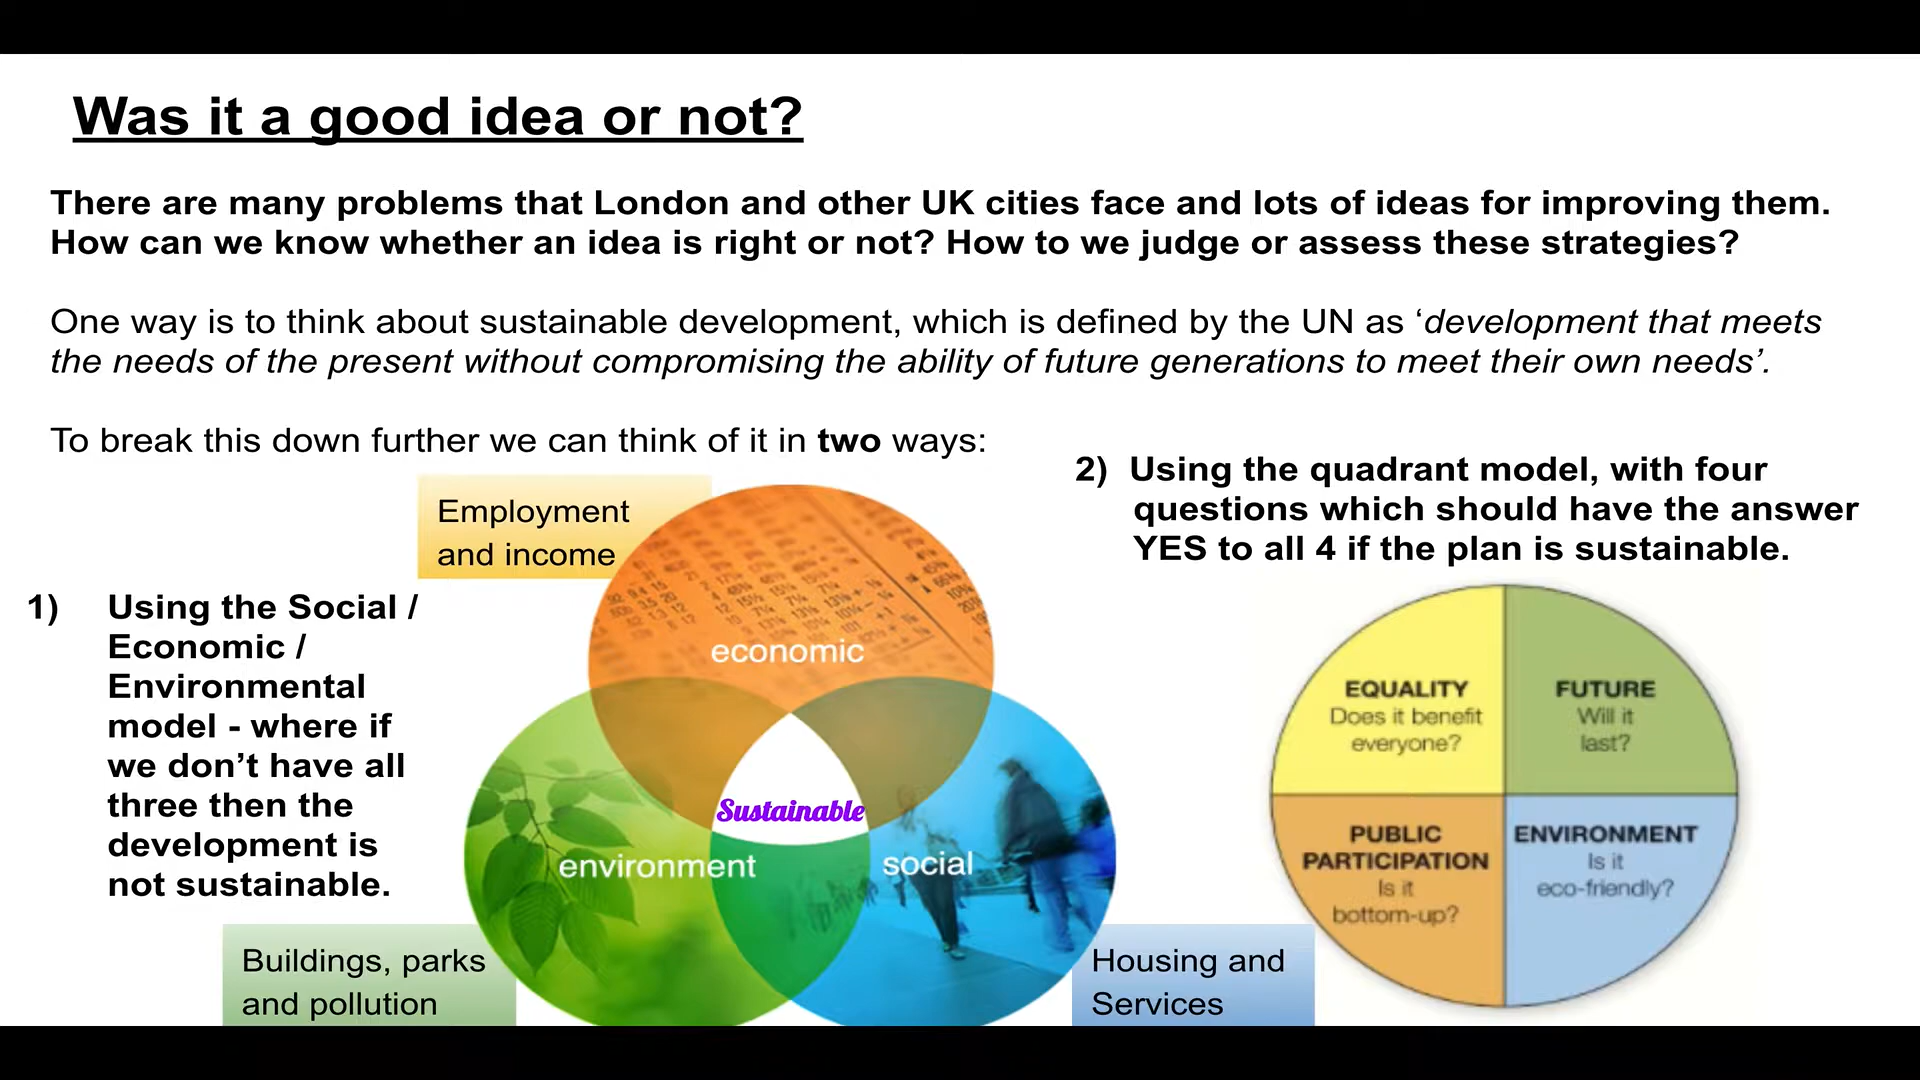 Was it a good idea or not?
There are many problems that London and other UK cities face and lots of ideas for improving them.
How can we know whether an idea is right or not? How to we judge or assess these strategies?
One way is to think about sustainable development, which is defined by the UN as ‘development that meets
the needs of the present without compromising the ability of future generations to meet their own needs’.
To break this down further we can think of it in two ways:
1) Using the Social /
Economic /
Environmental
model - where if
we don’t have all
three then the
development is
not sustainable.
Employment
and income
economic
Sustainable
environment
social
Buildings, parks
and pollution
Housing and
Services
2) Using the quadrant model, with four
questions which should have the answer
YES to all 4 if the plan is sustainable.
EQUALITY
Does it benefit
everyone?
FUTURE
Will it
last?
PUBLIC
PARTICIPATION
Is it
bottom-up?
ENVIRONMENT
Is it
eco-friendly?